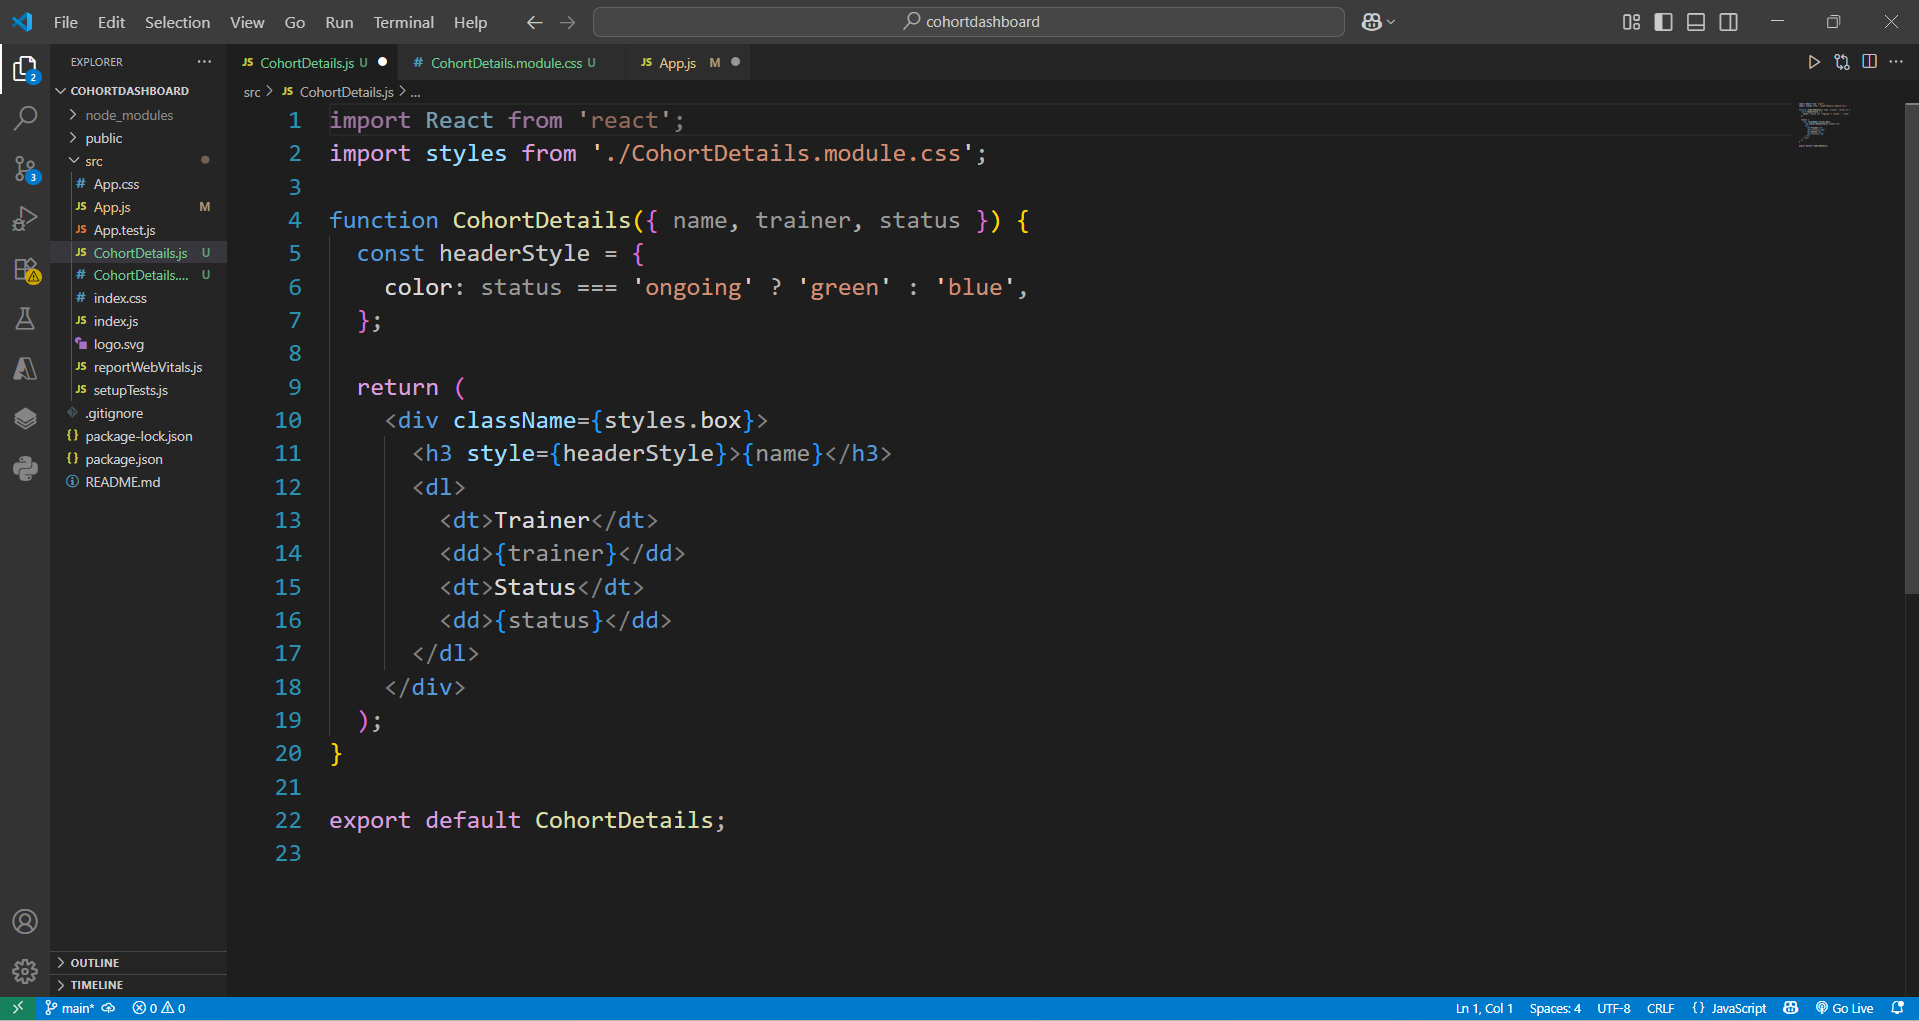 File Edit Selection View Go Run Terminal Help
cohortdashboard
EXPLORER
COHORTDASHBOARD
node_modules
public
src
App.css
App.js M
App.test.js
CohortDetails.js U
CohortDetails.... U
index.css
index.js
logo.svg
reportWebVitals.js
setupTests.js
.gitignore
package-lock.json
package.json
README.md
OUTLINE
TIMELINE
2
3
JS CohortDetails.js U
# CohortDetails.module.css U
JS App.js M
src > JS CohortDetails.js > ...
1 import React from 'react';
2 import styles from './CohortDetails.module.css';
3
4 function CohortDetails({ name, trainer, status }) {
5 const headerStyle = {
6 color: status === 'ongoing' ? 'green' : 'blue',
7 };
8
9 return (
10 <div className={styles.box}>
11 <h3 style={headerStyle}>{name}</h3>
12 <dl>
13 <dt>Trainer</dt>
14 <dd>{trainer}</dd>
15 <dt>Status</dt>
16 <dd>{status}</dd>
17 </dl>
18 </div>
19 );
20 }
21
22 export default CohortDetails;
23
main* 0 0
Ln 1, Col 1 Spaces: 4 UTF-8 CRLF {} JavaScript Go Live